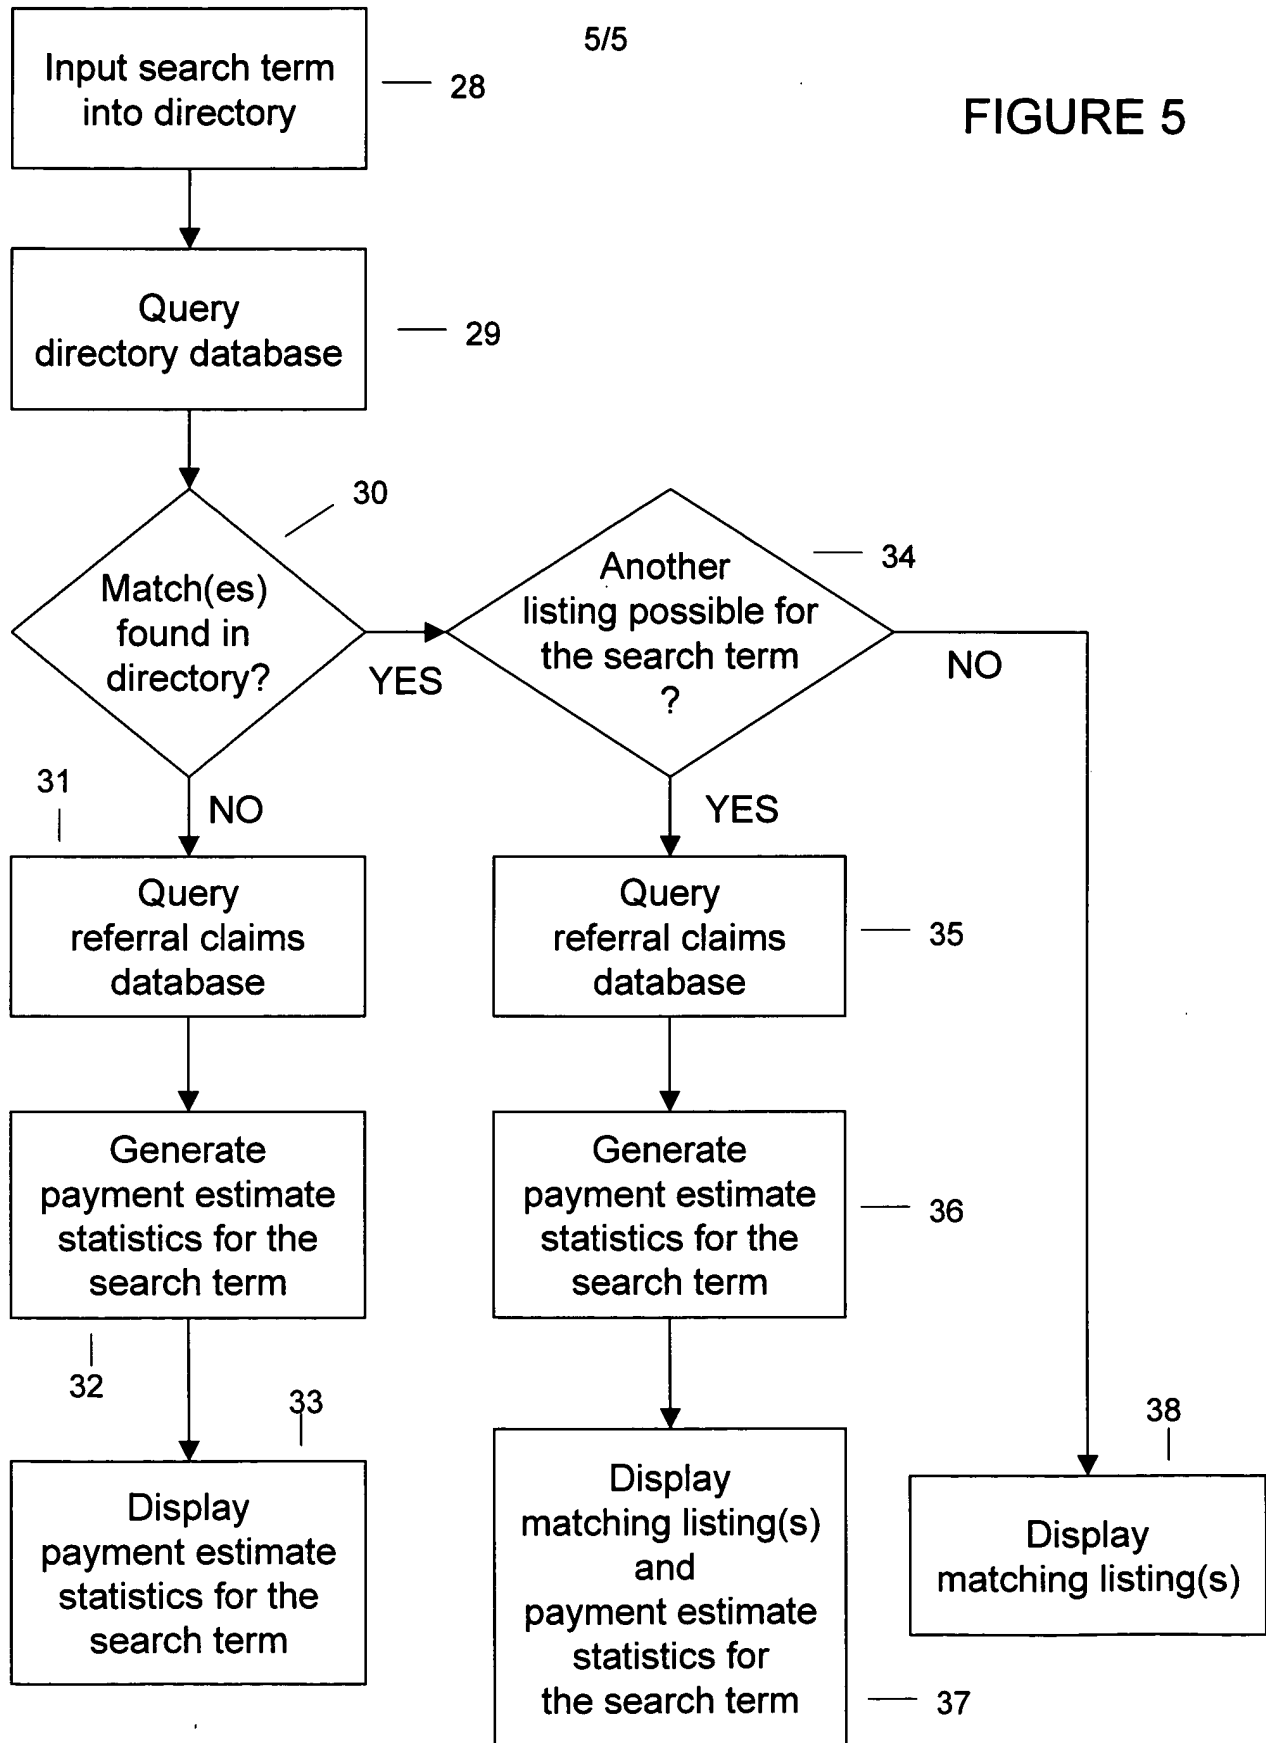 5/5
FIGURE 5
Input search term
into directory
28
Query
directory database
29
30
Match(es)
found in
directory?
YES
34
Another
listing possible for
the search term
?
NO
31
NO
YES
Query
referral claims
database
Query
referral claims
database
35
Generate
payment estimate
statistics for the
search term
32
Generate
payment estimate
statistics for the
search term
36
33
Display
payment estimate
statistics for the
search term
Display
matching listing(s)
and
payment estimate
statistics for
the search term
37
38
Display
matching listing(s)